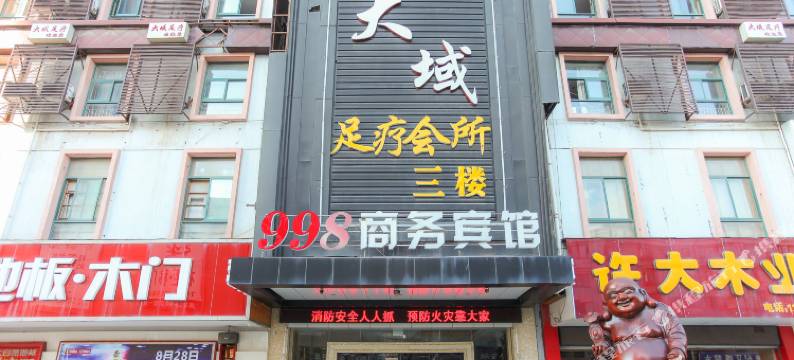 大域足疗
大域足疗
大域
足疗会所
三楼
998商务宾馆
地板·木门
许大木业
消防安全人人抓 预防火灾靠大家
8月28日